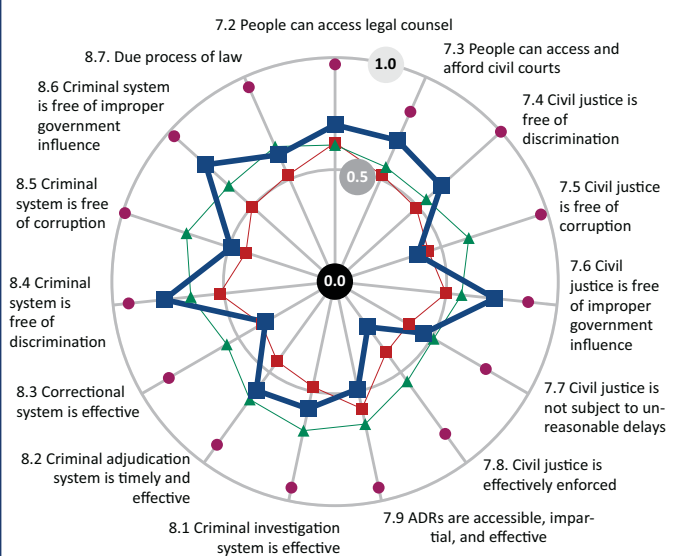 7.2 People can access legal counsel
1.0
7.3 People can access and
afford civil courts
7.4 Civil justice is
free of
discrimination
7.5 Civil justice
is free of
corruption
7.6 Civil
justice is free
of improper
government
influence
7.7 Civil justice is
not subject to un-
reasonable delays
7.8. Civil justice is
effectively enforced
7.9 ADRs are accessible, impar-
tial, and effective
8.1 Criminal investigation
system is effective
8.2 Criminal adjudication
system is timely and
effective
8.3 Correctional
system is effective
8.4 Criminal
system is
free of
discrimination
8.5 Criminal
system is free
of corruption
8.6 Criminal system
is free of improper
government
influence
8.7. Due process of law
0.5
0.0